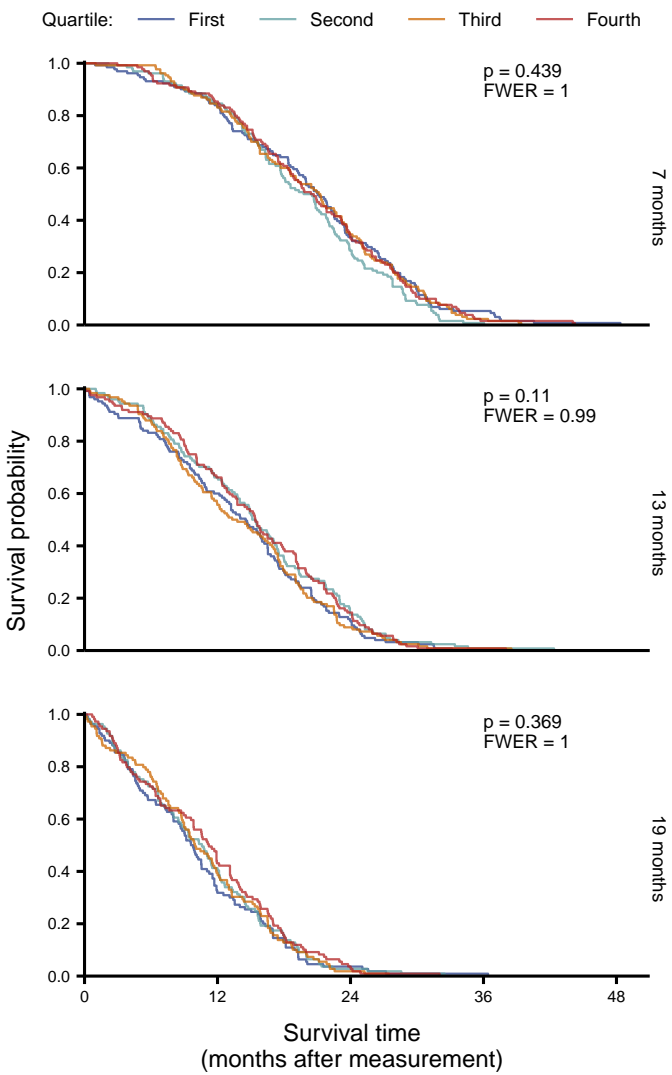 Quartile: First Second Third Fourth
1.0
0.8
0.6
0.4
0.2
0.0
p = 0.439
FWER = 1
7 months
1.0
0.8
0.6
0.4
0.2
0.0
p = 0.11
FWER = 0.99
13 months
Survival probability
1.0
0.8
0.6
0.4
0.2
0.0
p = 0.369
FWER = 1
19 months
0 12 24 36 48
Survival time
(months after measurement)